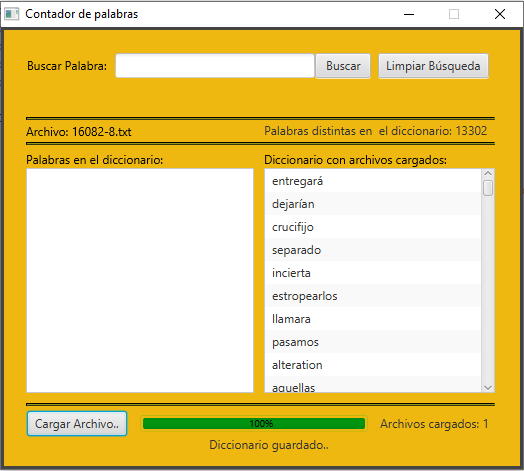 Contador de palabras
Buscar Palabra: Buscar Limpiar Búsqueda
Archivo: 16082-8.txt Palabras distintas en el diccionario: 13302
Palabras en el diccionario: Diccionario con archivos cargados:
entregará
dejarían
crucifijo
separado
incierta
estropearlos
llamara
pasamos
alteration
aquellas
Cargar Archivo.. 100% Archivos cargados: 1
Diccionario guardado..